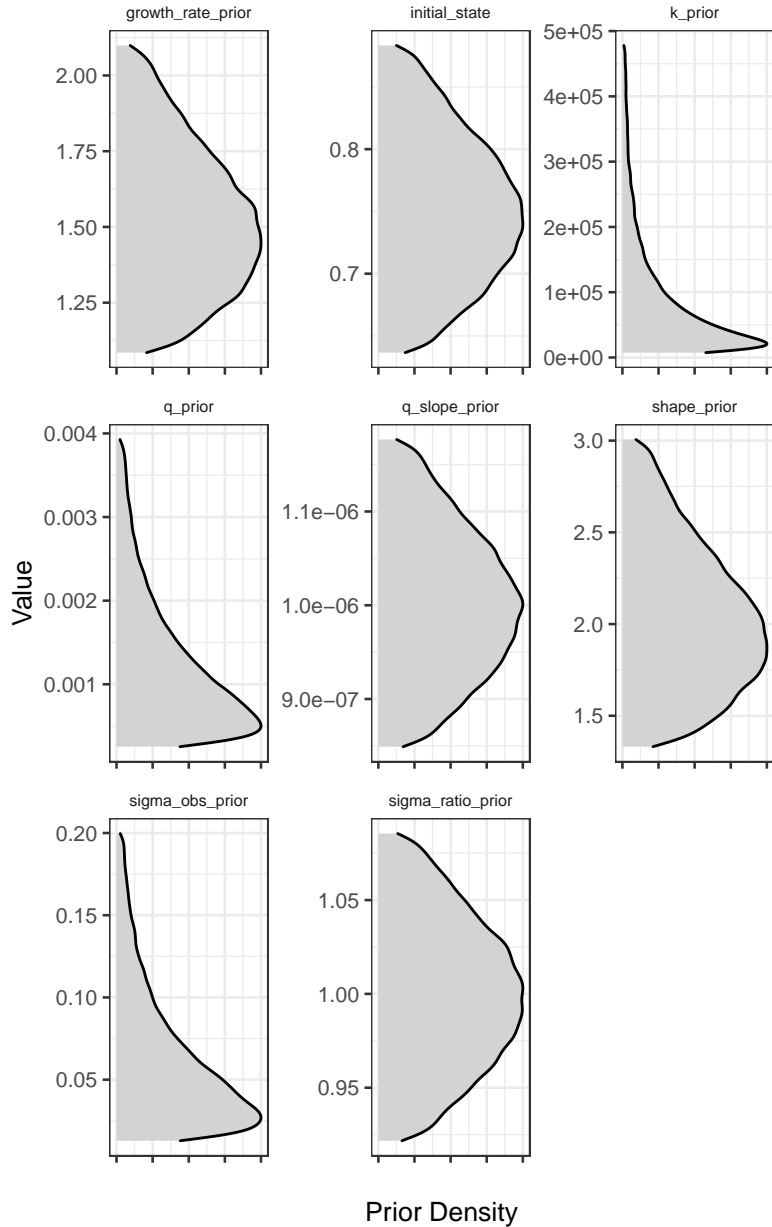 growth_rate_prior
initial_state
k_prior
2.00
1.75
1.50
1.25
0.8
0.7
5e+05
4e+05
3e+05
2e+05
1e+05
0e+00
q_prior
q_slope_prior
shape_prior
0.004
0.003
0.002
0.001
1.1e−06
1.0e−06
9.0e−07
3.0
2.5
2.0
1.5
Value
sigma_obs_prior
sigma_ratio_prior
0.20
0.15
0.10
0.05
1.05
1.00
0.95
Prior Density